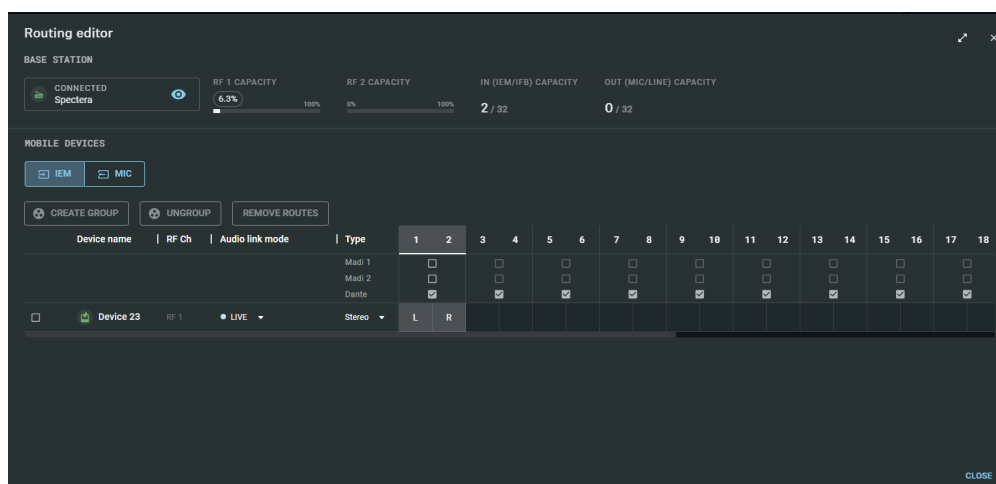 Routing editor
BASE STATION
CONNECTED
Spectera
RF 1 CAPACITY
6.3%
100%
RF 2 CAPACITY
0%
100%
IN (IEM/IFB) CAPACITY
2 / 32
OUT (MIC/LINE) CAPACITY
0 / 32
MOBILE DEVICES
IEM MIC
CREATE GROUP UNGROUP REMOVE ROUTES
Device name RF Ch Audio link mode Type 1 2 3 4 5 6 7 8 9 10 11 12 13 14 15 16 17 18
Madi 1
Madi 2
Dante
Device 23 RF 1 LIVE Stereo L R
CLOSE